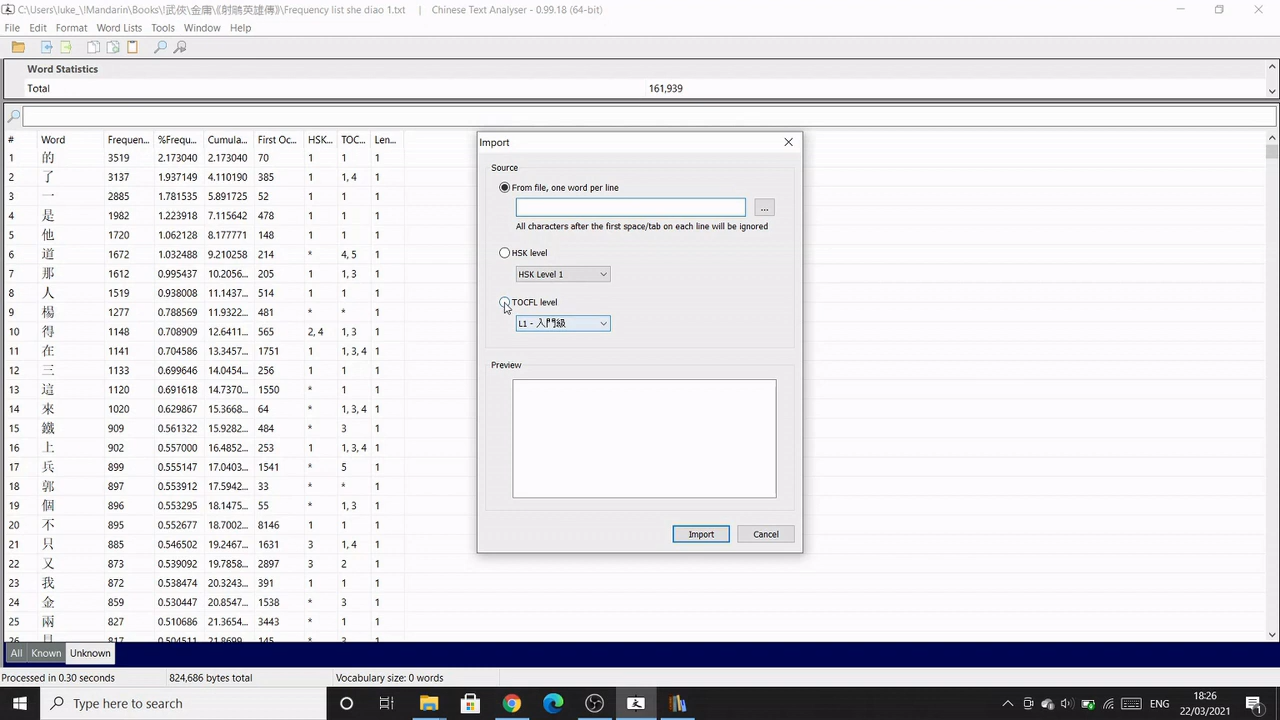 C:\Users\luke_\!Mandarin\Books\!武俠\金庸\《射鵰英雄傳》\Frequency list she diao 1.txt - Chinese Text Analyser - 0.99.18 (64-bit)
File Edit Format Word Lists Tools Window Help
Word Statistics
Total 161,939
# Word Frequen... %Frequ... Cumula... First Oc... HSK... TOC... Len...
1 的 3519 2.173040 2.173040 70 1 1 1
2 了 3137 1.937149 4.110190 385 1 1, 4 1
3 一 2885 1.781535 5.891725 52 1 1 1
4 是 1982 1.223918 7.115642 478 1 1 1
5 他 1720 1.062128 8.177771 148 1 1 1
6 道 1672 1.032488 9.210258 214 * 4, 5 1
7 那 1612 0.995437 10.2056... 205 1 1, 3 1
8 人 1519 0.938008 11.1437... 514 1 1 1
9 楊 1277 0.788569 11.9322... 481 * * 1
10 得 1148 0.708909 12.6411... 565 2, 4 1, 3 1
11 在 1141 0.704586 13.3457... 1751 1 1, 3, 4 1
12 三 1133 0.699646 14.0454... 256 1 1 1
13 這 1120 0.691618 14.7370... 1550 * 1 1
14 來 1020 0.629867 15.3668... 64 * 1, 3, 4 1
15 鐵 909 0.561322 15.9282... 484 * 3 1
16 上 902 0.557000 16.4852... 253 1 1, 3, 4 1
17 兵 899 0.555147 17.0403... 1541 * 5 1
18 郭 897 0.553912 17.5942... 33 * * 1
19 個 896 0.553295 18.1475... 55 * 1, 3 1
20 不 895 0.552677 18.7002... 8146 1 1 1
21 只 885 0.546502 19.2467... 1631 3 1, 4 1
22 又 873 0.539092 19.7858... 2897 3 2 1
23 我 872 0.538474 20.3243... 391 1 1 1
24 金 859 0.530447 20.8547... 1538 * 3 1
25 兩 827 0.510686 21.3654... 3443 * 1 1
26 817 0.504511 21.8699... 145 * 3 1
Import
Source
From file, one word per line
...
All characters after the first space/tab on each line will be ignored
HSK level
HSK Level 1
TOCFL level
L1 - 入門級
Preview
Import Cancel
All Known Unknown
Processed in 0.30 seconds 824,686 bytes total Vocabulary size: 0 words
Type here to search
ENG
18:26
22/03/2021
1